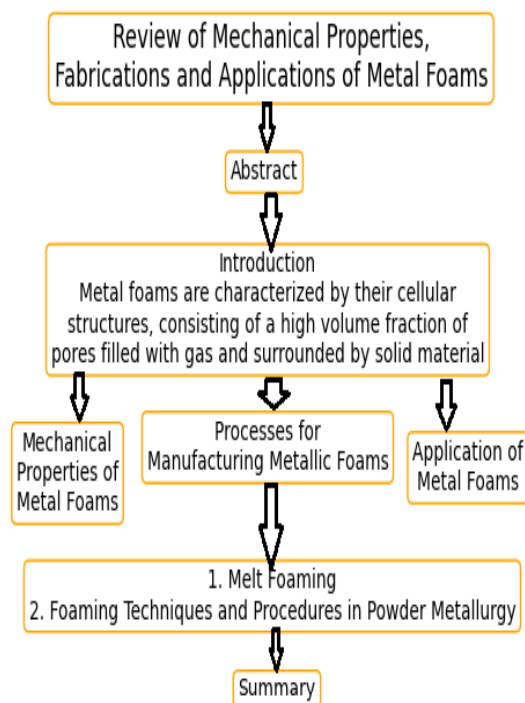 Review of Mechanical Properties,
Fabrications and Applications of Metal Foams
Abstract
Introduction
Metal foams are characterized by their cellular
structures, consisting of a high volume fraction of
pores filled with gas and surrounded by solid material
Mechanical
Properties of
Metal Foams
Processes for
Manufacturing Metallic Foams
Application of
Metal Foams
1. Melt Foaming
2. Foaming Techniques and Procedures in Powder Metallurgy
Summary